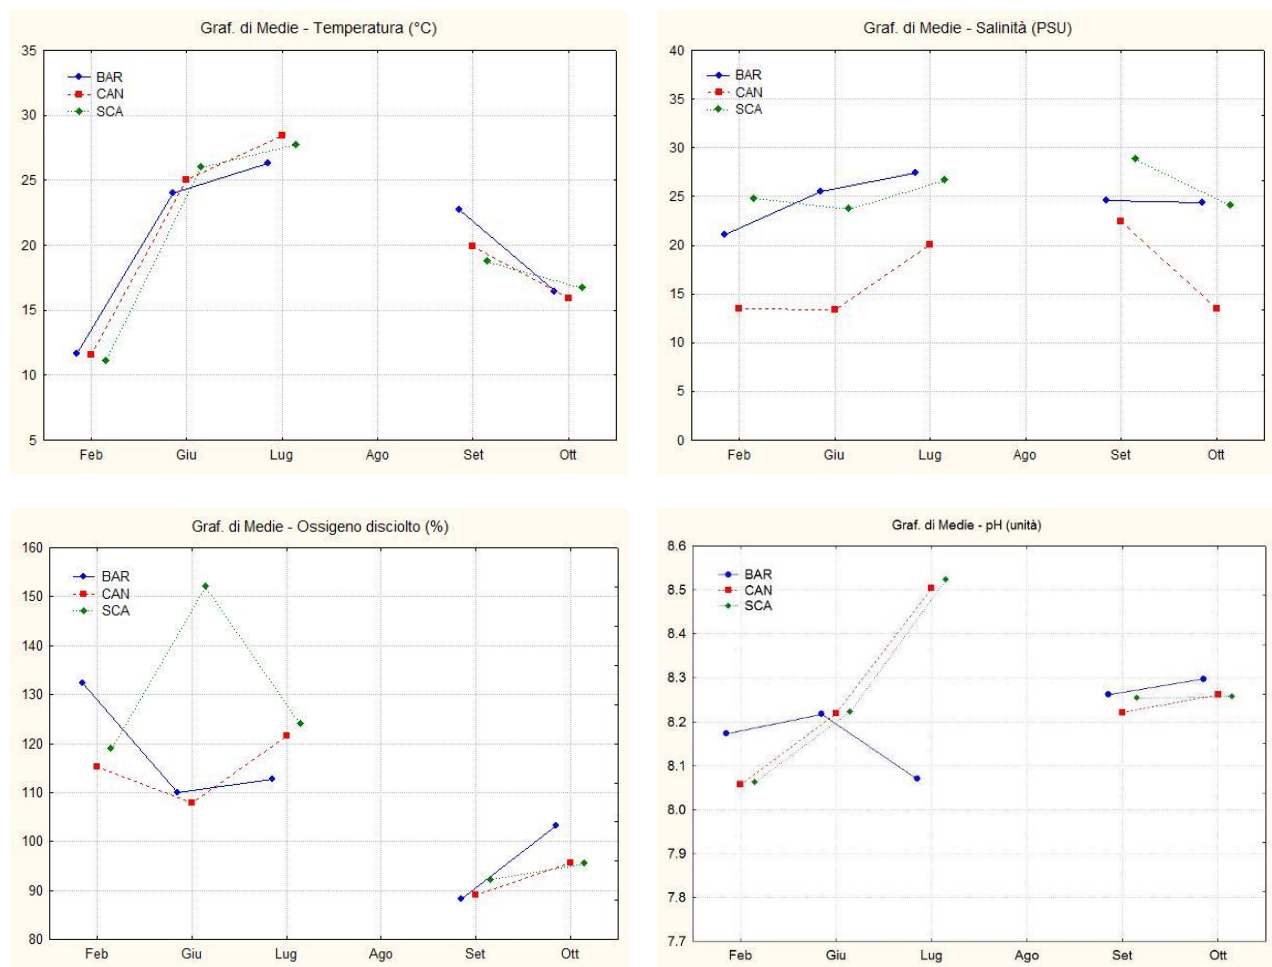 Graf. di Medie - Temperatura (°C)
35
30
25
20
15
10
5
BAR
CAN
SCA
Feb Giu Lug Ago Set Ott
Graf. di Medie - Salinità (PSU)
40
35
30
25
20
15
10
5
0
BAR
CAN
SCA
Feb Giu Lug Ago Set Ott
Graf. di Medie - Ossigeno disciolto (%)
160
150
140
130
120
110
100
90
80
BAR
CAN
SCA
Feb Giu Lug Ago Set Ott
Graf. di Medie - pH (unità)
8.6
8.5
8.4
8.3
8.2
8.1
8.0
7.9
7.8
7.7
BAR
CAN
SCA
Feb Giu Lug Ago Set Ott